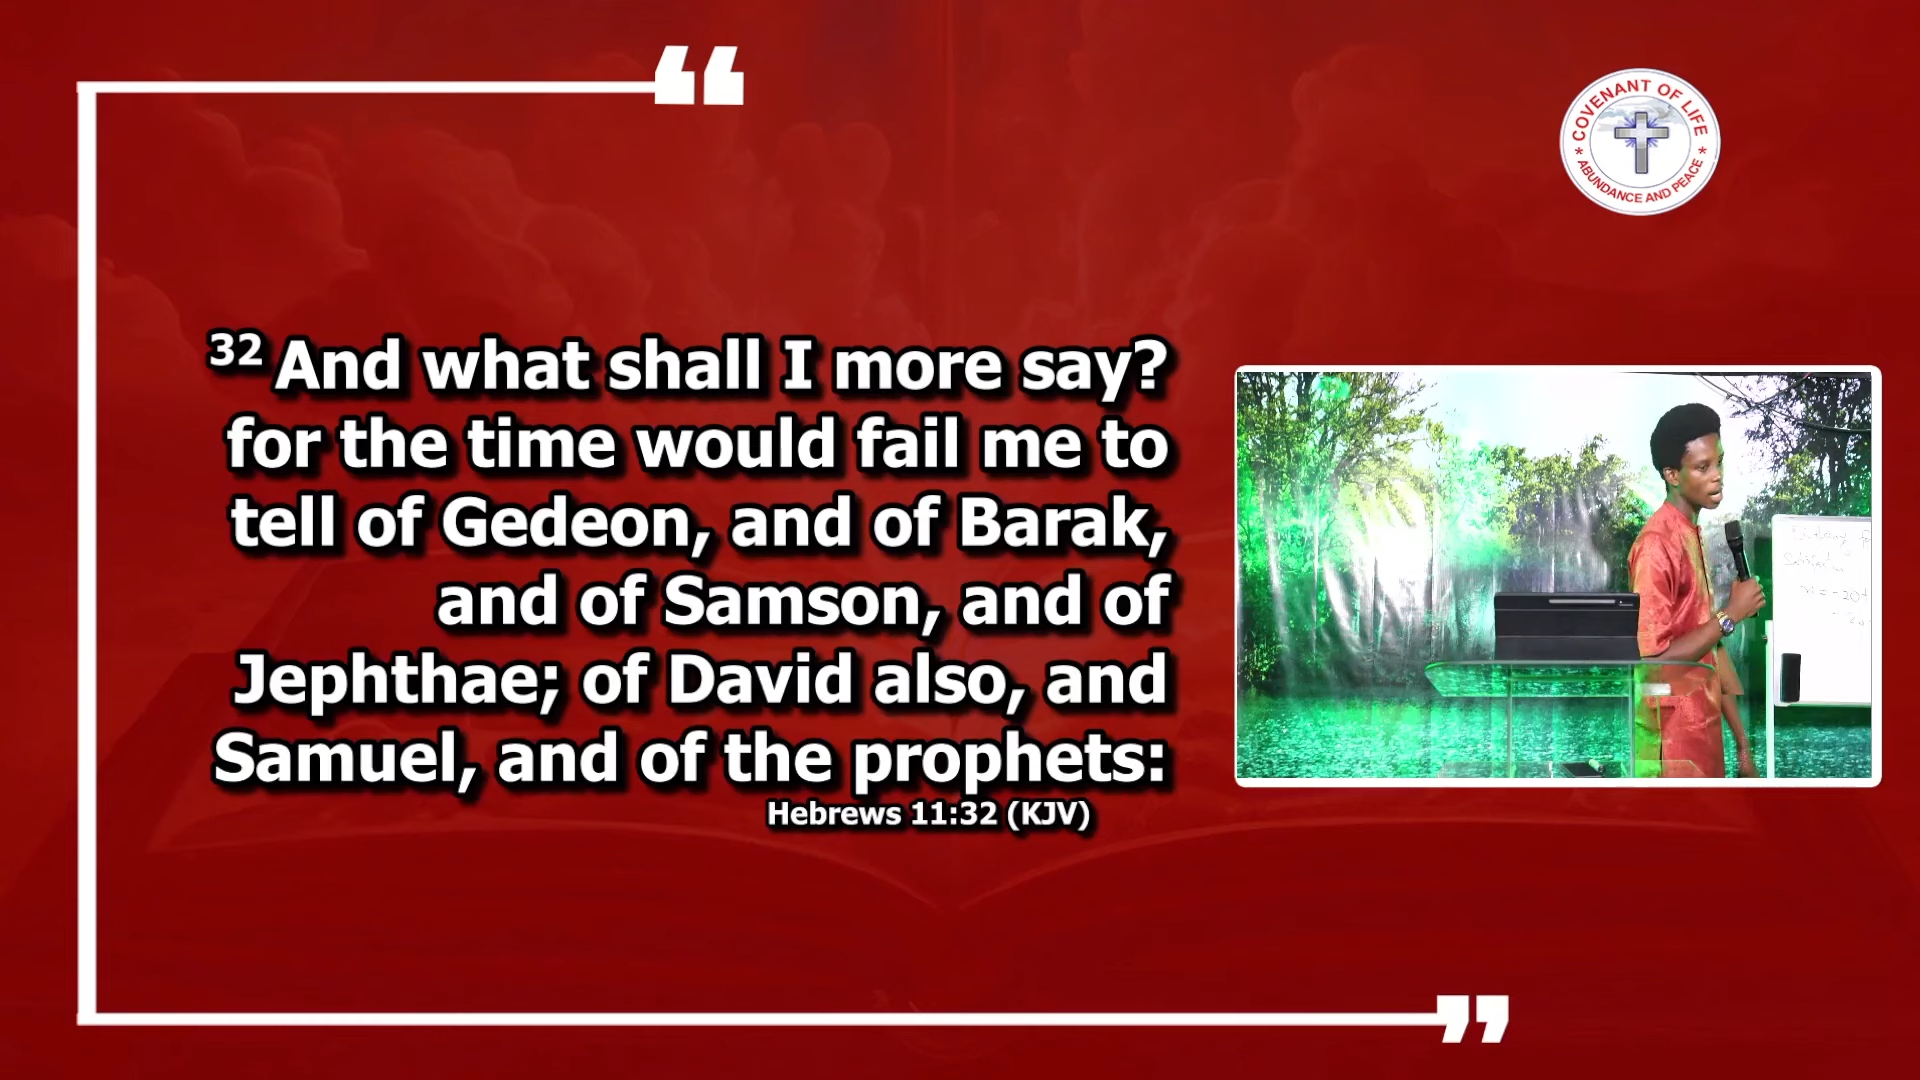 32 And what shall I more say?
for the time would fail me to
tell of Gedeon, and of Barak,
and of Samson, and of
Jephthae; of David also, and
Samuel, and of the prophets:
Hebrews 11:32 (KJV)
COVENANT OF LIFE
* ABUNDANCE AND PEACE *